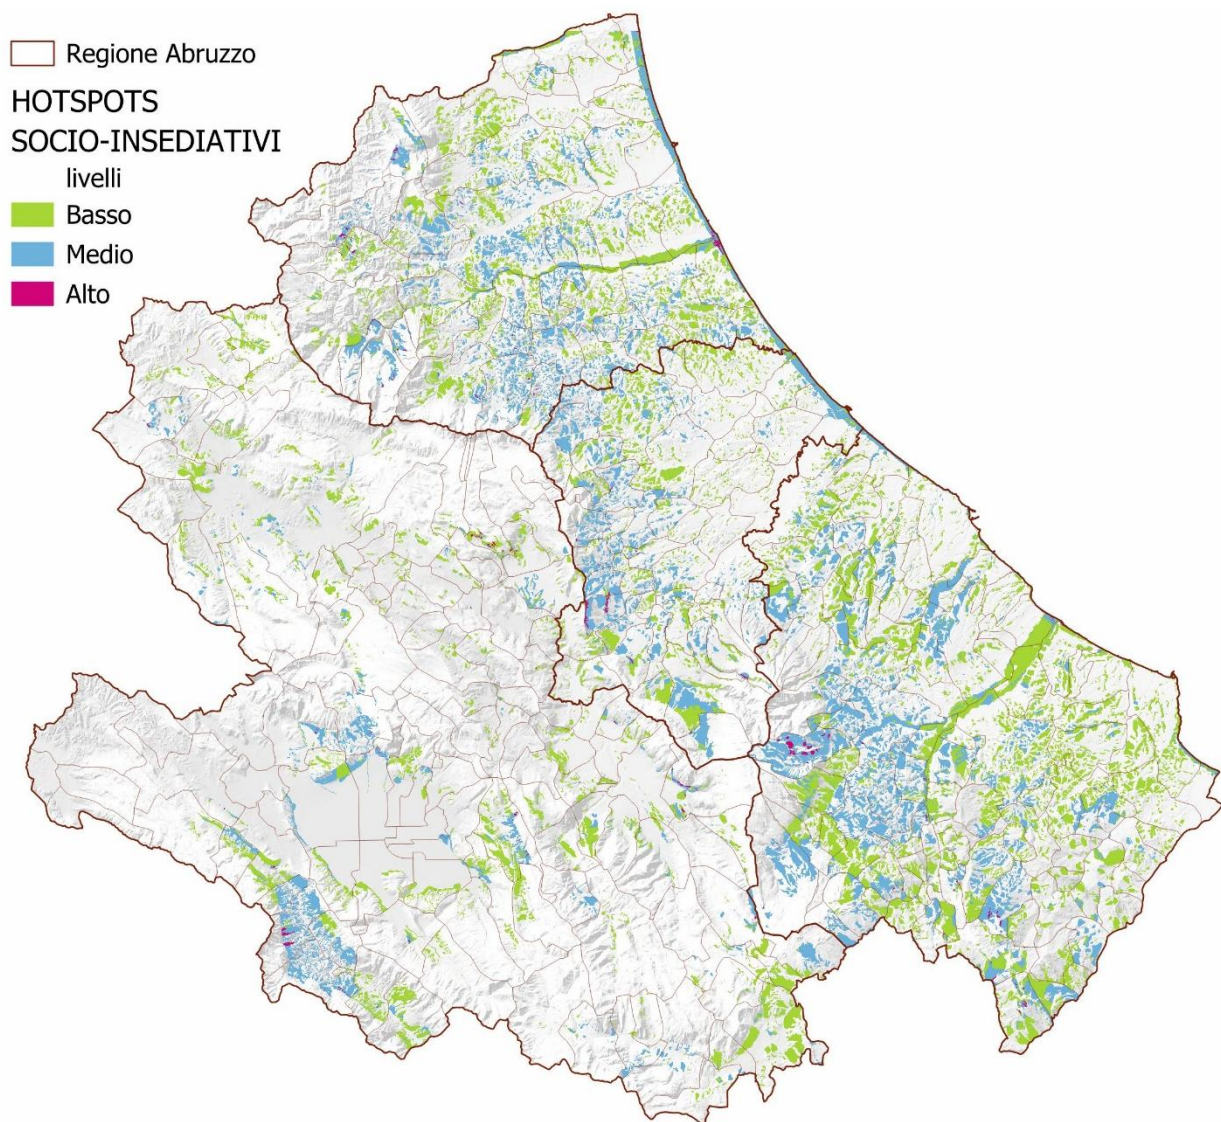 Regione Abruzzo
HOTSPOTS
SOCIO-INSEDIATIVI
livelli
Basso
Medio
Alto